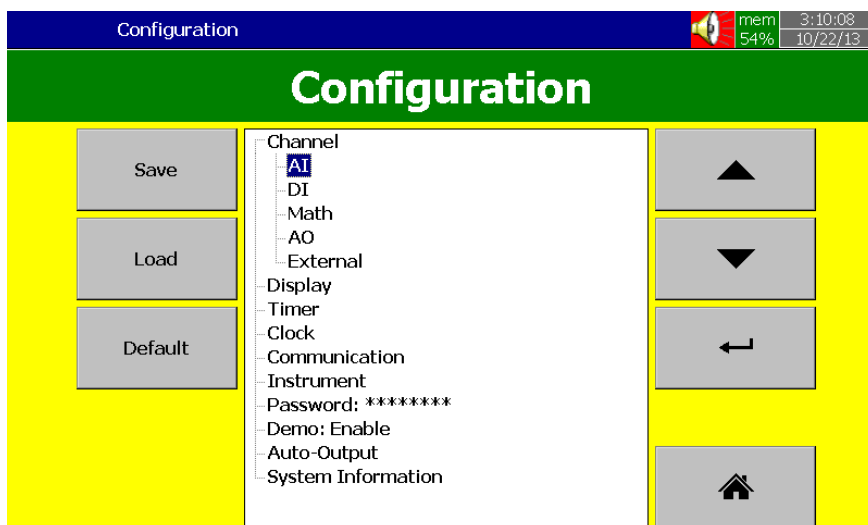 Configuration
mem 3:10:08
54% 10/22/13
Configuration
Save
Load
Default
Channel
AI
DI
Math
AO
External
Display
Timer
Clock
Communication
Instrument
Password: ********
Demo: Enable
Auto-Output
System Information